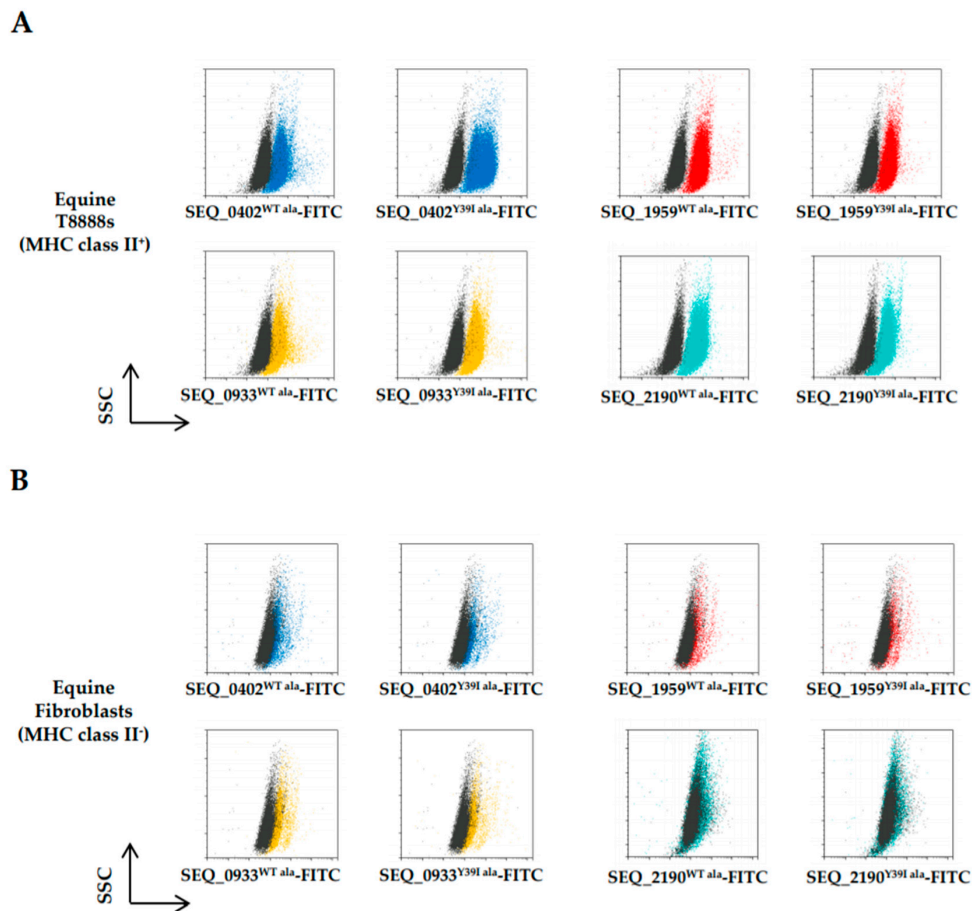 A
Equine
T8888s
(MHC class II⁺)
SEQ_0402ᵂᵀ ᵃˡᵃ-FITC
SEQ_0402ʸ³⁹ᴵ ᵃˡᵃ-FITC
SEQ_1959ᵂᵀ ᵃˡᵃ-FITC
SEQ_1959ʸ³⁹ᴵ ᵃˡᵃ-FITC
SEQ_0933ᵂᵀ ᵃˡᵃ-FITC
SEQ_0933ʸ³⁹ᴵ ᵃˡᵃ-FITC
SEQ_2190ᵂᵀ ᵃˡᵃ-FITC
SEQ_2190ʸ³⁹ᴵ ᵃˡᵃ-FITC
SSC
B
Equine
Fibroblasts
(MHC class II⁻)
SEQ_0402ᵂᵀ ᵃˡᵃ-FITC
SEQ_0402ʸ³⁹ᴵ ᵃˡᵃ-FITC
SEQ_1959ᵂᵀ ᵃˡᵃ-FITC
SEQ_1959ʸ³⁹ᴵ ᵃˡᵃ-FITC
SEQ_0933ᵂᵀ ᵃˡᵃ-FITC
SEQ_0933ʸ³⁹ᴵ ᵃˡᵃ-FITC
SEQ_2190ᵂᵀ ᵃˡᵃ-FITC
SEQ_2190ʸ³⁹ᴵ ᵃˡᵃ-FITC
SSC